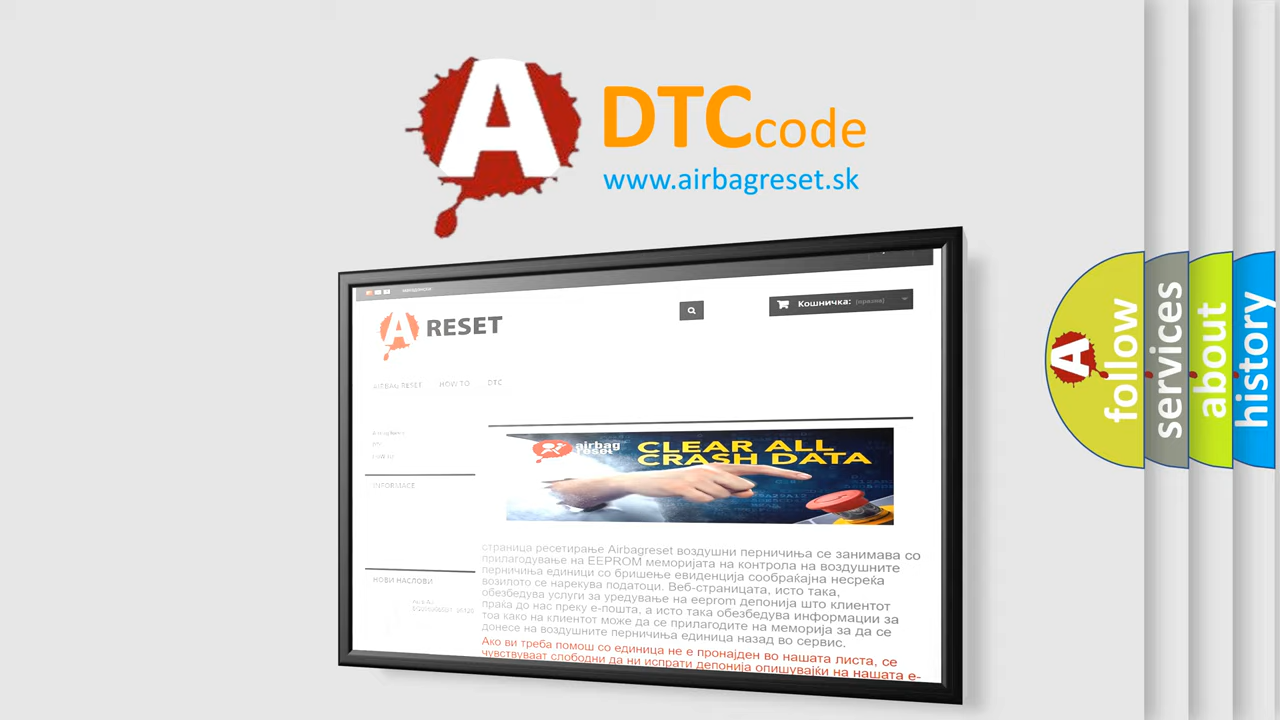 A
DTCcode
www.airbagreset.sk
Кошничка: (празна)
A RESET
AIRBAG RESET HOW TO DTC
airbag
reset
CLEAR ALL
CRASH DATA
INFORMACE
страница ресетирање Airbagreset воздушни перничиња се занимава со
прилагодување на EEPROM меморијата на контрола на воздушните
перничиња единици со бришење евиденција сообраќајна несреќа
возилото се нарекува податоци. Веб-страницата, исто така,
обезбедува услуги за уредување на eeprom депонија што клиентот
праќа до нас преку е-пошта, а исто така обезбедува информации за
тоа како на клиентот може да се прилагодите на меморија за да се
донесе на воздушните перничиња единица назад во сервис.
НОВИ НАСЛОВИ
Ако ви треба помош со единица не е пронајден во нашата листа, се
чувствуваат слободни да ни испрати депонија опишувајќи на нашата е-
A
follow
services
about
history